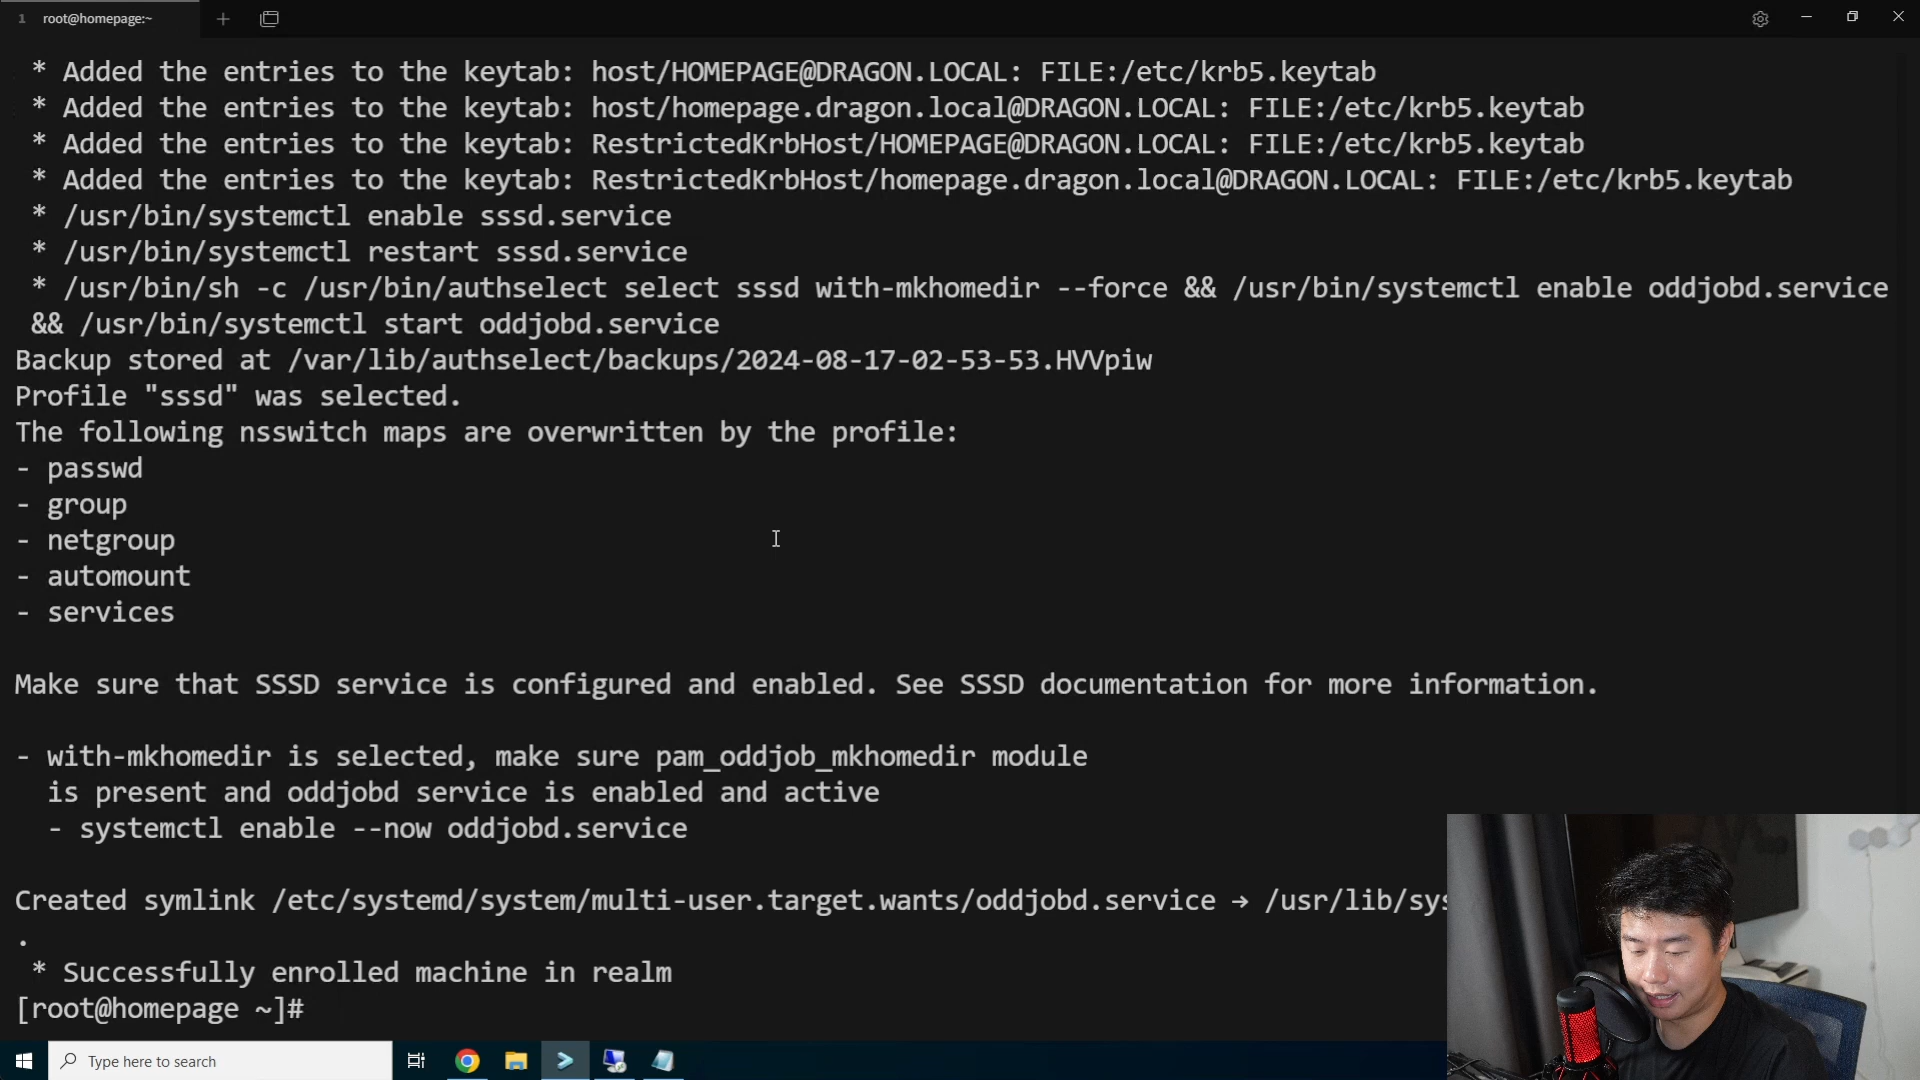 1 root@homepage:~
* Added the entries to the keytab: host/HOMEPAGE@DRAGON.LOCAL: FILE:/etc/krb5.keytab
* Added the entries to the keytab: host/homepage.dragon.local@DRAGON.LOCAL: FILE:/etc/krb5.keytab
* Added the entries to the keytab: RestrictedKrbHost/HOMEPAGE@DRAGON.LOCAL: FILE:/etc/krb5.keytab
* Added the entries to the keytab: RestrictedKrbHost/homepage.dragon.local@DRAGON.LOCAL: FILE:/etc/krb5.keytab
* /usr/bin/systemctl enable sssd.service
* /usr/bin/systemctl restart sssd.service
* /usr/bin/sh -c /usr/bin/authselect select sssd with-mkhomedir --force && /usr/bin/systemctl enable oddjobd.service
&& /usr/bin/systemctl start oddjobd.service
Backup stored at /var/lib/authselect/backups/2024-08-17-02-53-53.HVVpiw
Profile "sssd" was selected.
The following nsswitch maps are overwritten by the profile:
- passwd
- group
- netgroup
- automount
- services
Make sure that SSSD service is configured and enabled. See SSSD documentation for more information.
- with-mkhomedir is selected, make sure pam_oddjob_mkhomedir module
is present and oddjobd service is enabled and active
- systemctl enable --now oddjobd.service
Created symlink /etc/systemd/system/multi-user.target.wants/oddjobd.service → /usr/lib/sys
.
* Successfully enrolled machine in realm
[root@homepage ~]#
Type here to search